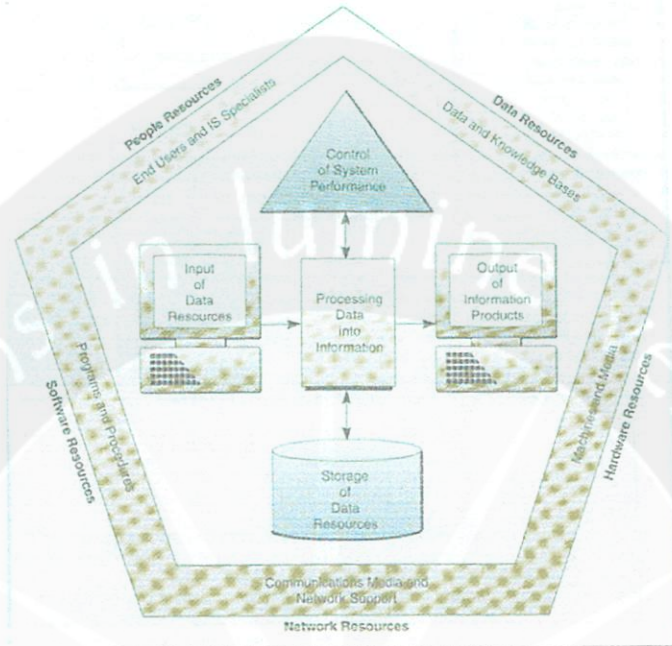 People Resources
End Users and IS Specialists
Data Resources
Data and Knowledge Bases
Control
of System
Performance
Input
of
Data
Resources
Processing
Data
into
Information
Output
of
Information
Products
Programs and Procedures
Software Resources
Machines and Media
Hardware Resources
Storage
of
Data
Resources
Communications Media and
Network Support
Network Resources
in lumine